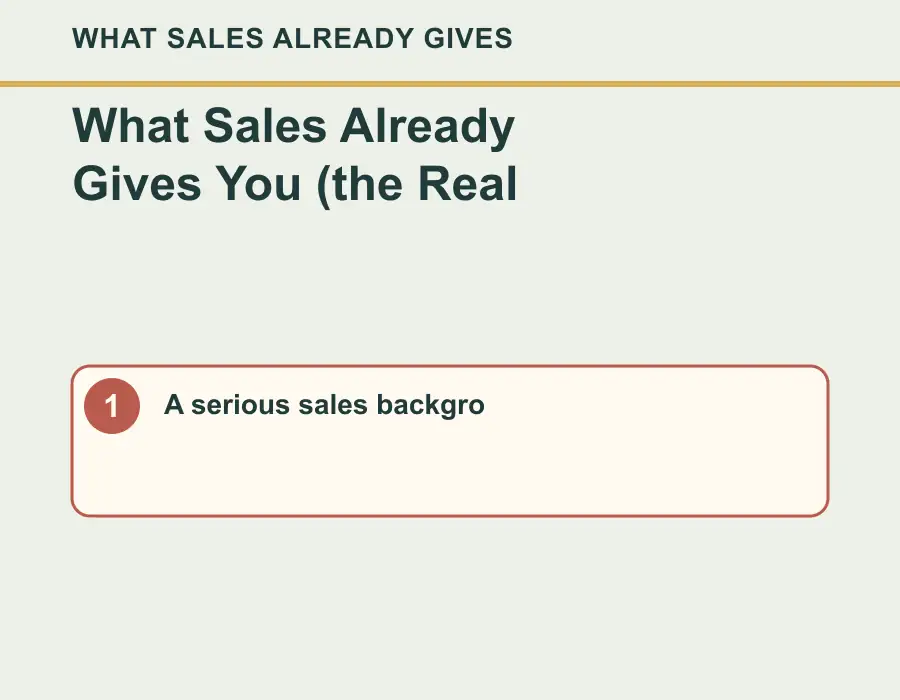 WHAT SALES ALREADY GIVES
What Sales Already
Gives You (the Real
1
A serious sales backgro